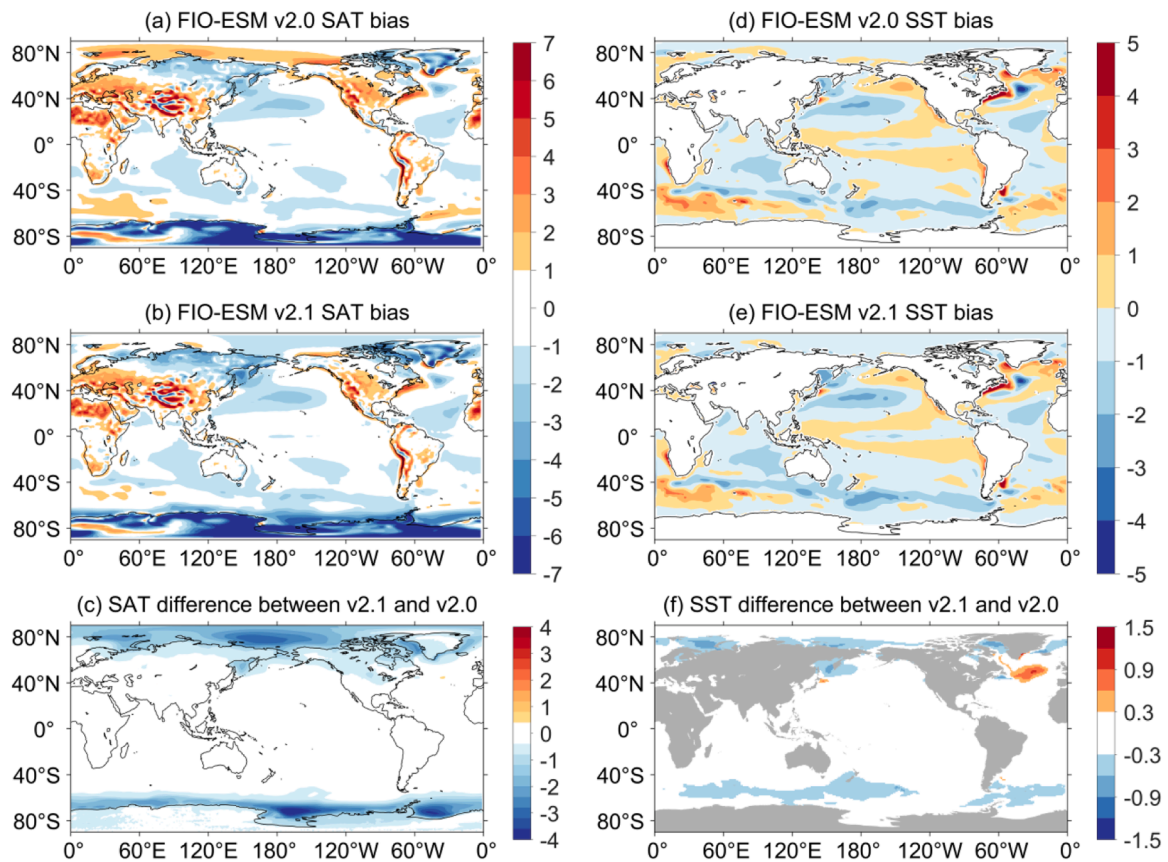 (a) FIO-ESM v2.0 SAT bias
80°N
40°N
0°
40°S
80°S
0° 60°E 120°E 180° 120°W 60°W 0°
(b) FIO-ESM v2.1 SAT bias
80°N
40°N
0°
40°S
80°S
0° 60°E 120°E 180° 120°W 60°W 0°
7
6
5
4
3
2
1
0
-1
-2
-3
-4
-5
-6
-7
(c) SAT difference between v2.1 and v2.0
80°N
40°N
0°
40°S
80°S
0° 60°E 120°E 180° 120°W 60°W 0°
4
3
2
1
0
-1
-2
-3
-4
(d) FIO-ESM v2.0 SST bias
80°N
40°N
0°
40°S
80°S
0° 60°E 120°E 180° 120°W 60°W 0°
(e) FIO-ESM v2.1 SST bias
80°N
40°N
0°
40°S
80°S
0° 60°E 120°E 180° 120°W 60°W 0°
5
4
3
2
1
0
-1
-2
-3
-4
-5
(f) SST difference between v2.1 and v2.0
80°N
40°N
0°
40°S
80°S
0° 60°E 120°E 180° 120°W 60°W 0°
1.5
0.9
0.3
-0.3
-0.9
-1.5